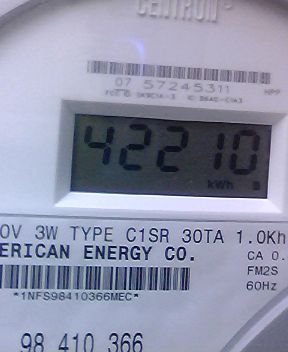 CENTRON
07 57245311
HPP
42210
kWh
0V 3W TYPE C1SR 30TA 1.0Kh
ERICAN ENERGY CO.
CA 0.
FM2S
60Hz
*1NFS98410366MEC*
98 410 366